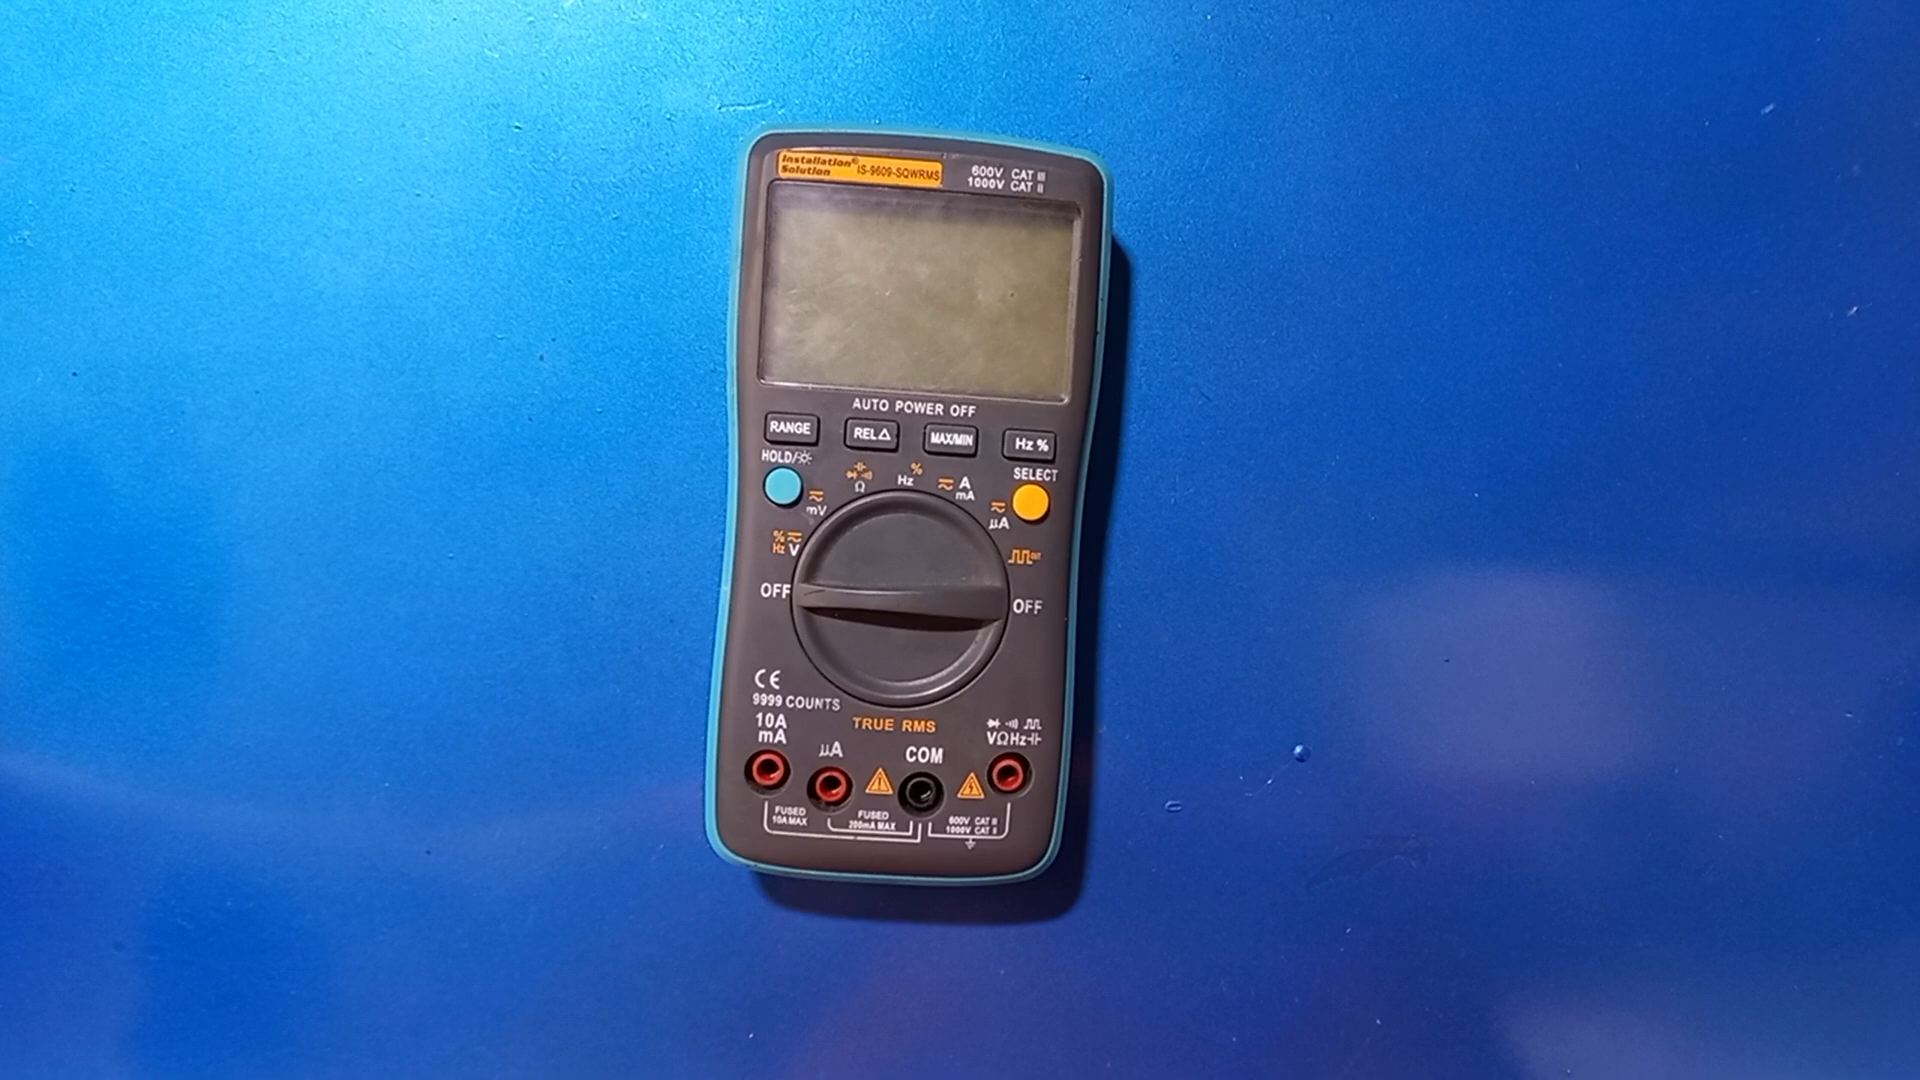 Installation®
Solution
IS-9609-SQWRMS
600V CAT III
1000V CAT II
AUTO POWER OFF
RANGE
REL△
MAX/MIN
Hz %
HOLD/
SELECT
mV
Ω
%
Hz
A
mA
µA
%
Hz V
OUT
OFF
OFF
CE
9999 COUNTS
10A
mA
TRUE RMS
µA
COM
VΩHz
FUSED
10A MAX
FUSED
200mA MAX
600V CAT III
1000V CAT II